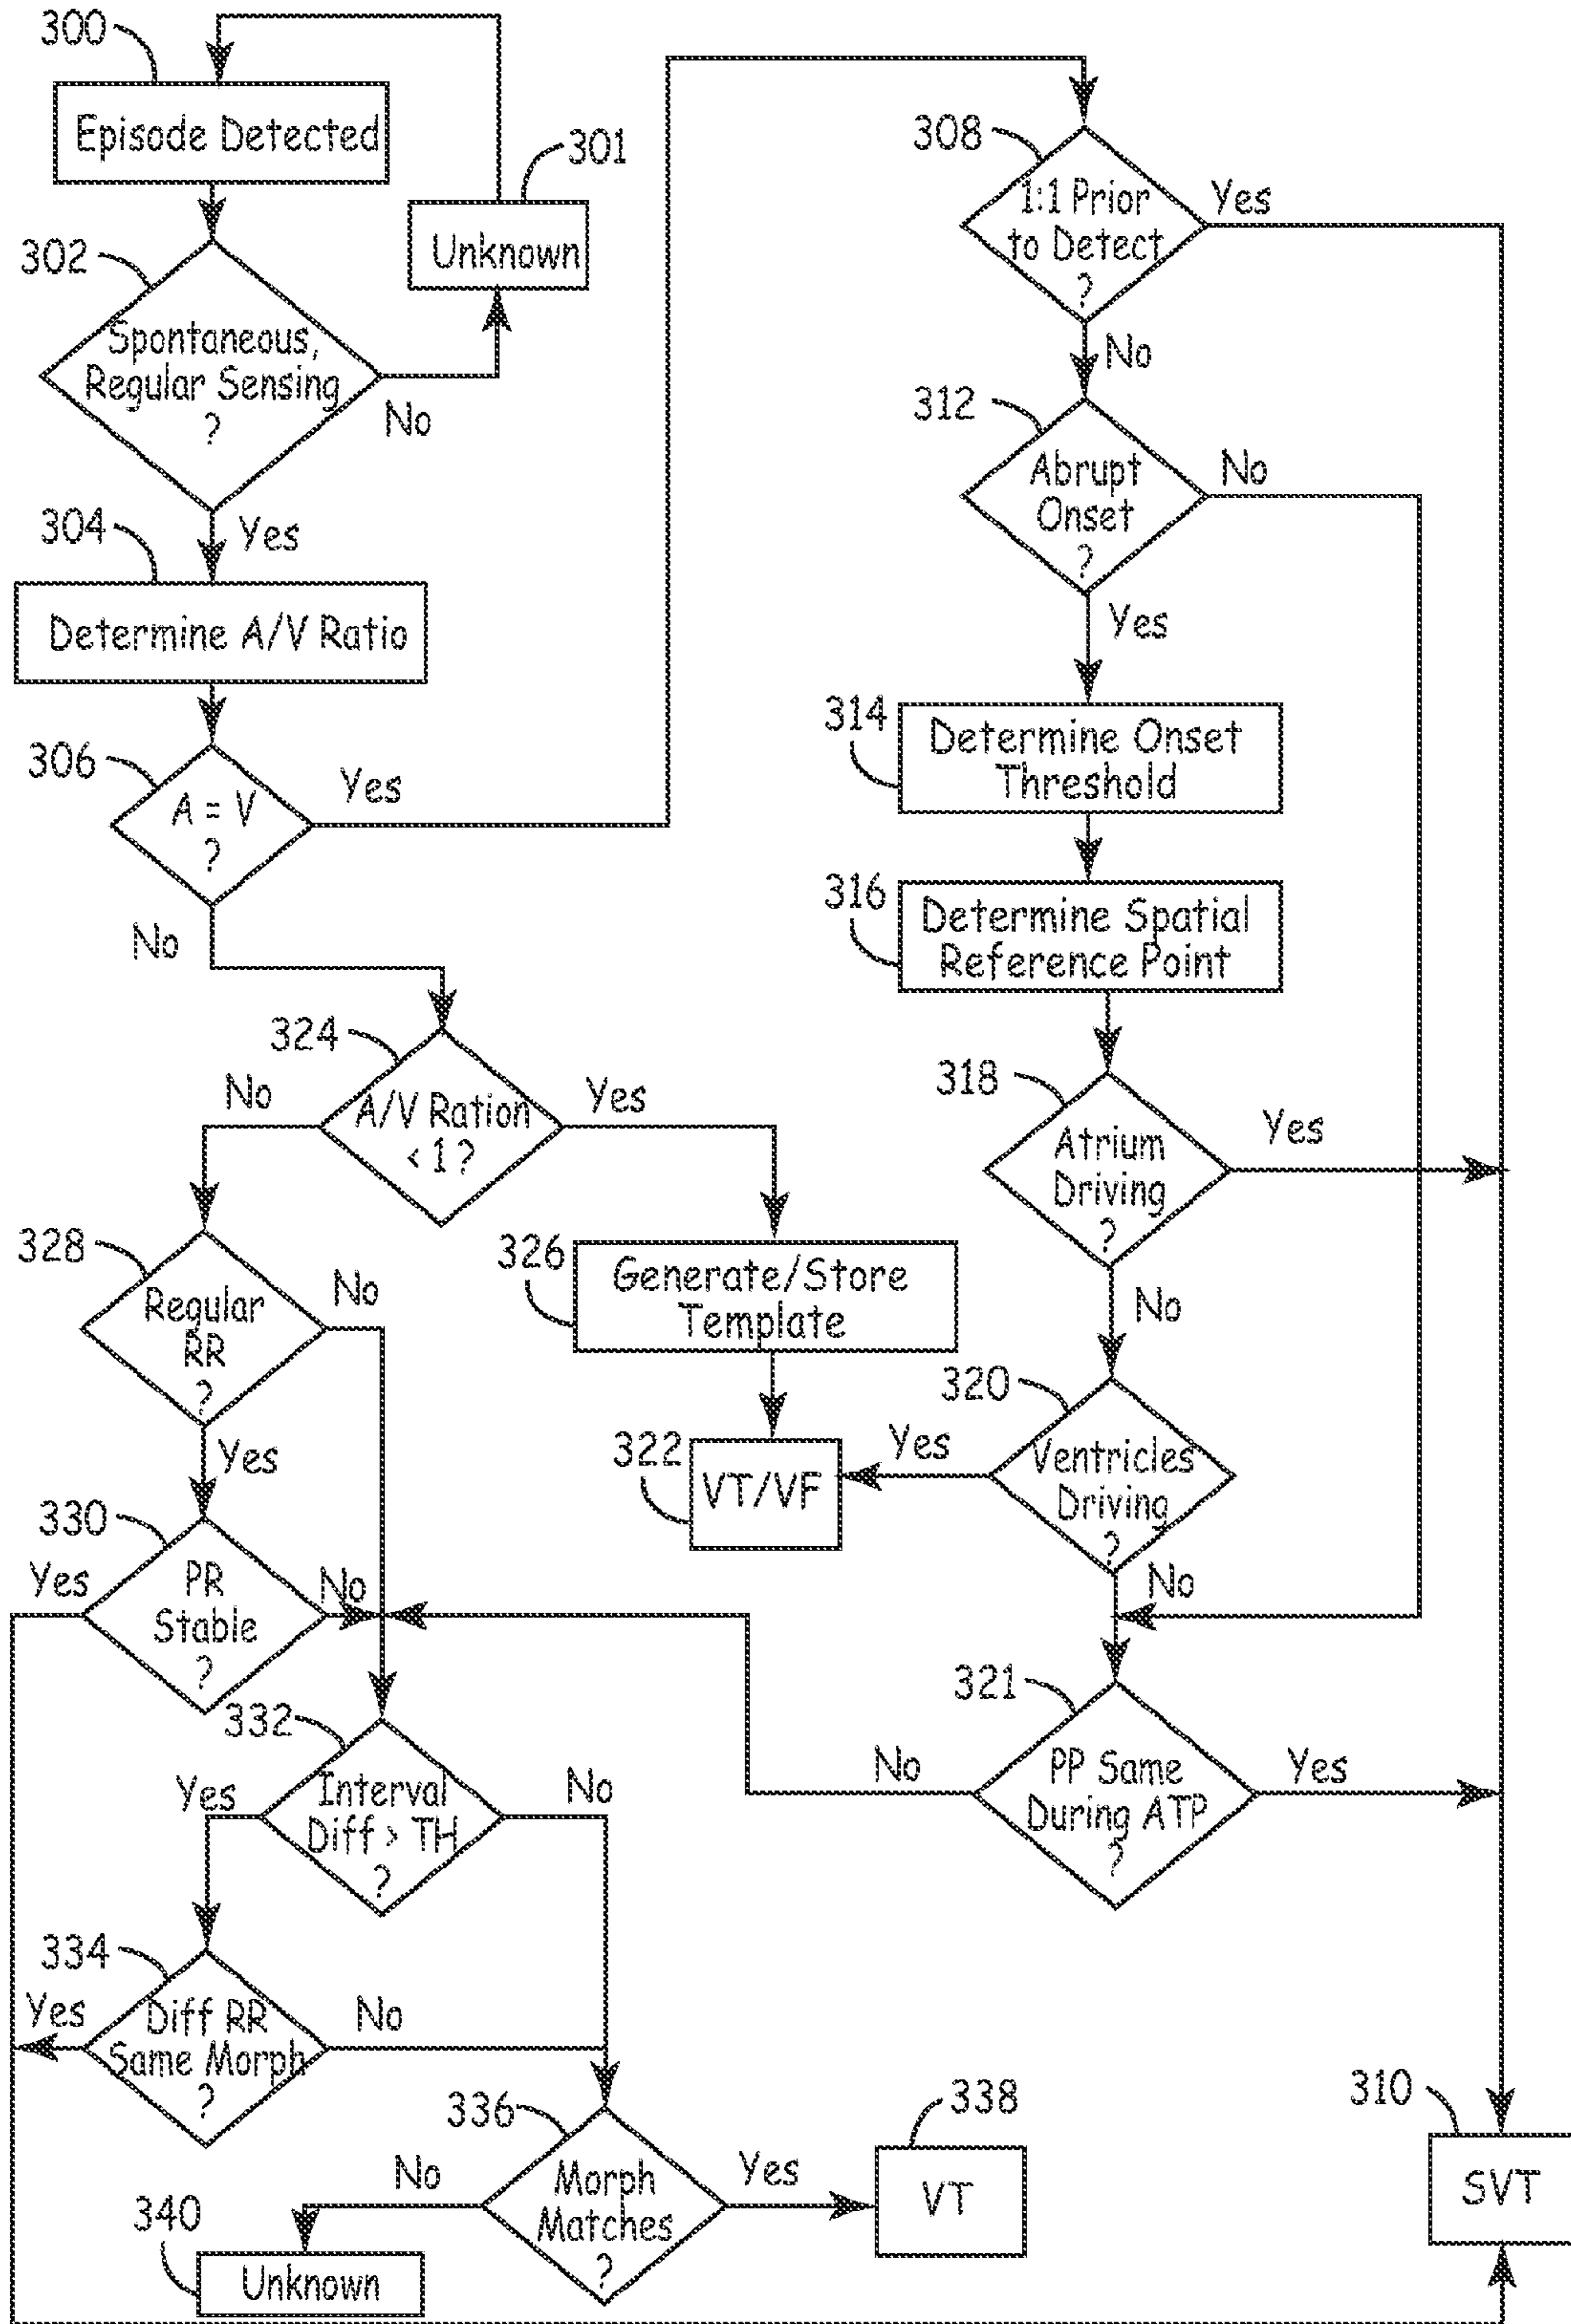 300
Episode Detected
301
Unknown
302
Spontaneous,
Regular Sensing
?
No
Yes
304
Determine A/V Ratio
306
A = V
?
Yes
No
308
1:1 Prior
to Detect
?
Yes
No
312
Abrupt
Onset
?
No
Yes
314
Determine Onset
Threshold
316
Determine Spatial
Reference Point
318
Atrium
Driving
?
Yes
No
320
Ventricles
Driving
?
Yes
No
324
A/V Ration
< 1 ?
No
Yes
326
Generate/Store
Template
322
VT/VF
328
Regular
RR
?
No
Yes
330
PR
Stable
?
Yes
No
321
PP Same
During ATP
?
No
Yes
332
Interval
Diff > TH
?
Yes
No
334
Diff RR
Same Morph
?
Yes
No
336
Morph
Matches
?
No
Yes
338
VT
340
Unknown
310
SVT